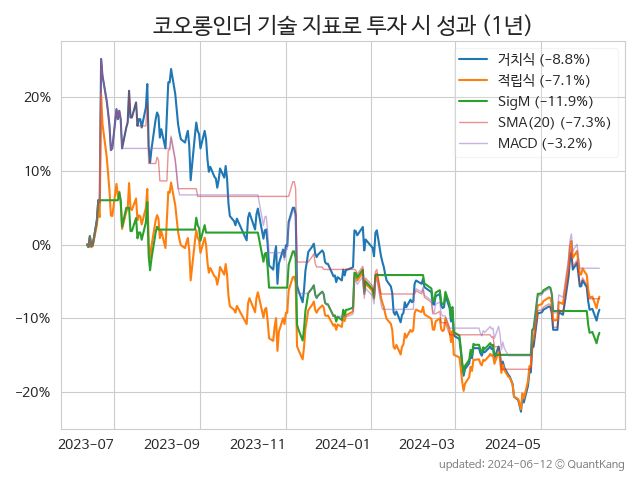 코오롱인더 기술 지표로 투자 시 성과 (1년)
거치식 (−8.8%)
적립식 (−7.1%)
SigM (−11.9%)
SMA(20) (−7.3%)
MACD (−3.2%)
20%
10%
0%
−10%
−20%
2023-07 2023-09 2023-11 2024-01 2024-03 2024-05
updated: 2024-06-12 © QuantKang